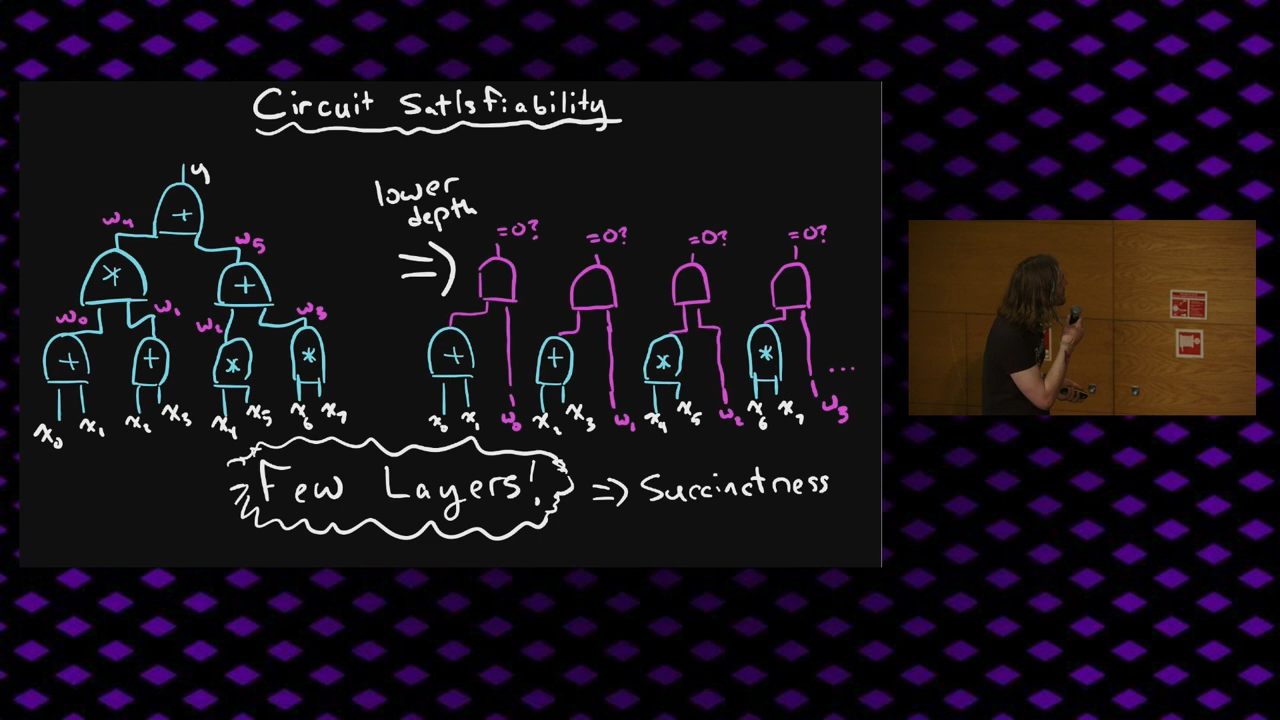 Circuit Satisfiability
y
lower
depth
⇒
w4
w5
+
=0? =0? =0? =0?
* +
w0 w1 w2 w3
+ + * *
+ + * *
...
x0 x1 x2 x3 x4 x5 x6 x7
x0 x1 w0 x2 x3 w1 x4 x5 w2 x6 x7 w3
Few Layers! ⇒ Succinctness